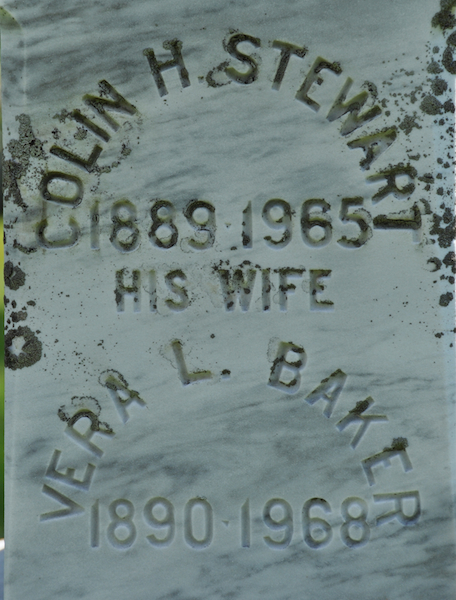 COLIN H. STEWART
1889 1965
HIS WIFE
VERA L. BAKER
1890 - 1968